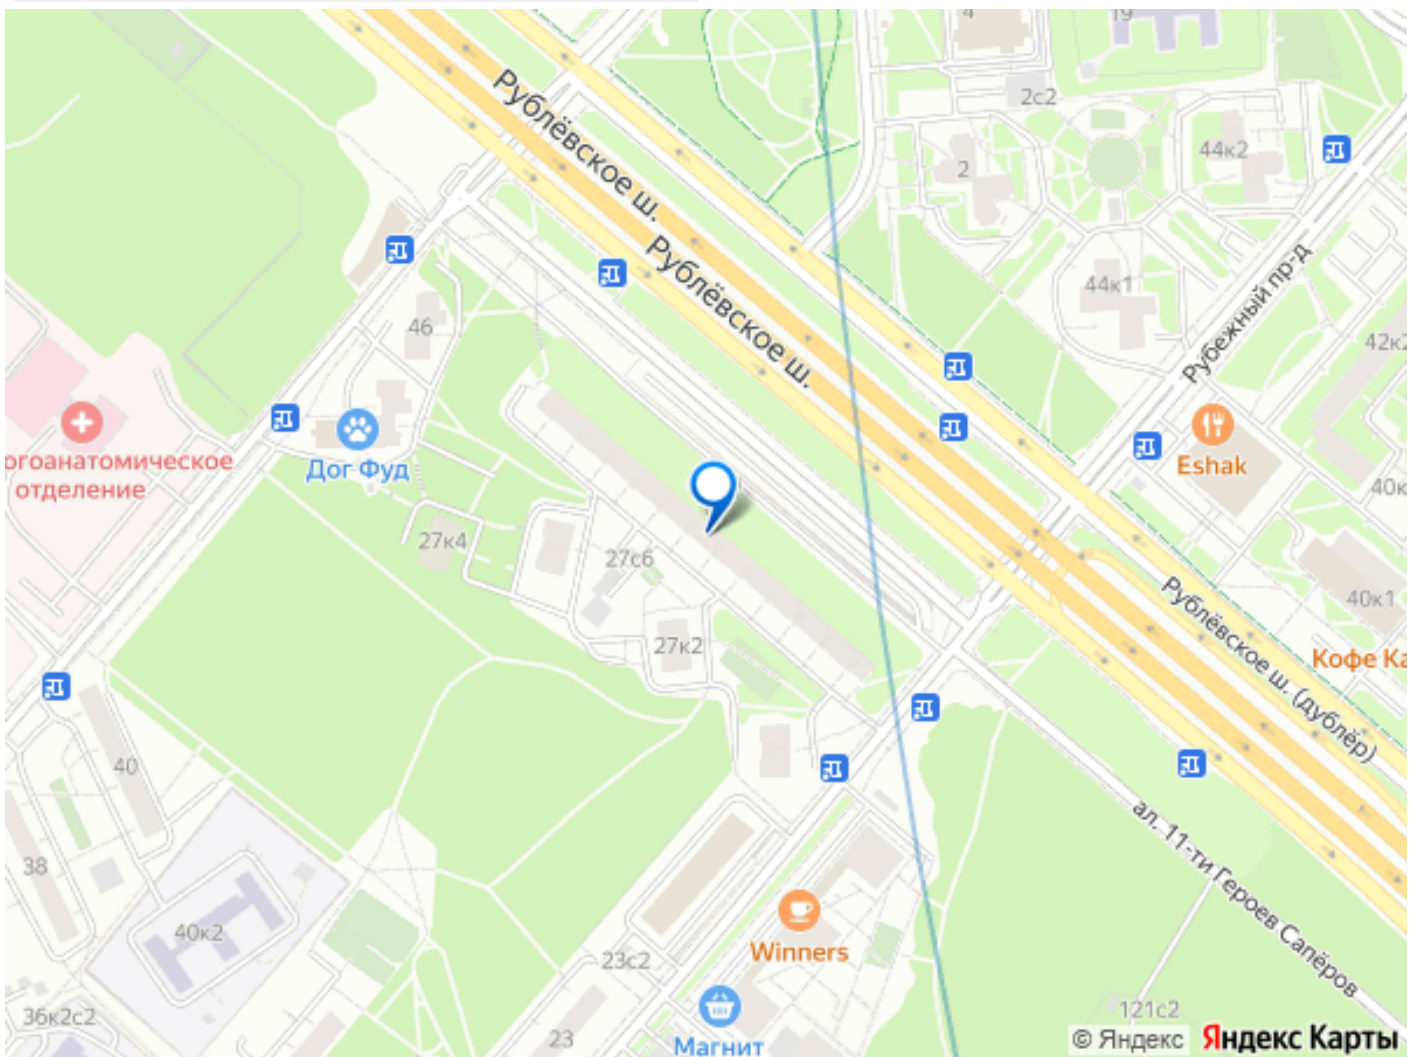 4
19
Рублёвское ш.
2с2
44к2
2
Рублёвское ш.
44к1
Рубежный пр-д
46
42к2
Дог Фуд
огоанатомическое
отделение
Eshak
40к
27к4
27с6
40к1
Рублёвское ш. (дублёр)
27к2
Кофе Ка
40
ал. 11-ти Героев Сапёров
38
40к2
Winners
23с2
36к2с2
23
121с2
Магнит
© Яндекс Яндекс Карты